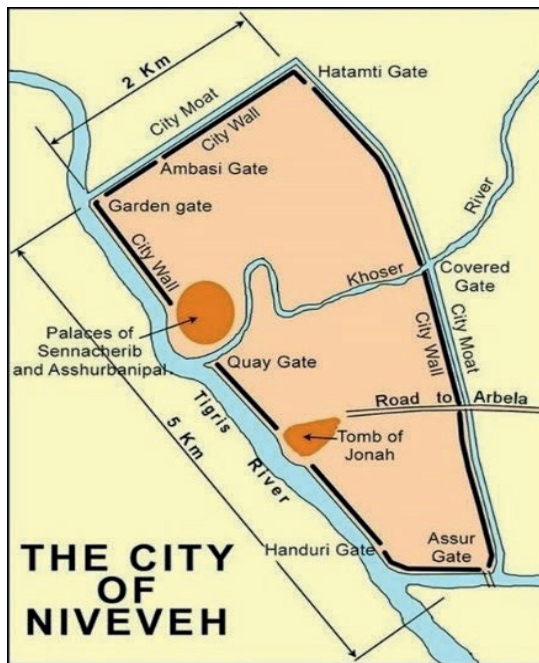 2 Km
City Moat
City Wall
Hatamti Gate
Ambasi Gate
Garden gate
City Wall
River
Khoser
Covered
Gate
City Wall
City Moat
Palaces of
Sennacherib
and Asshurbanipal
Quay Gate
Road to Arbela
Tigris
River
5 Km
Tomb of
Jonah
Handuri Gate
Assur
Gate
THE CITY
OF
NIVEVEH